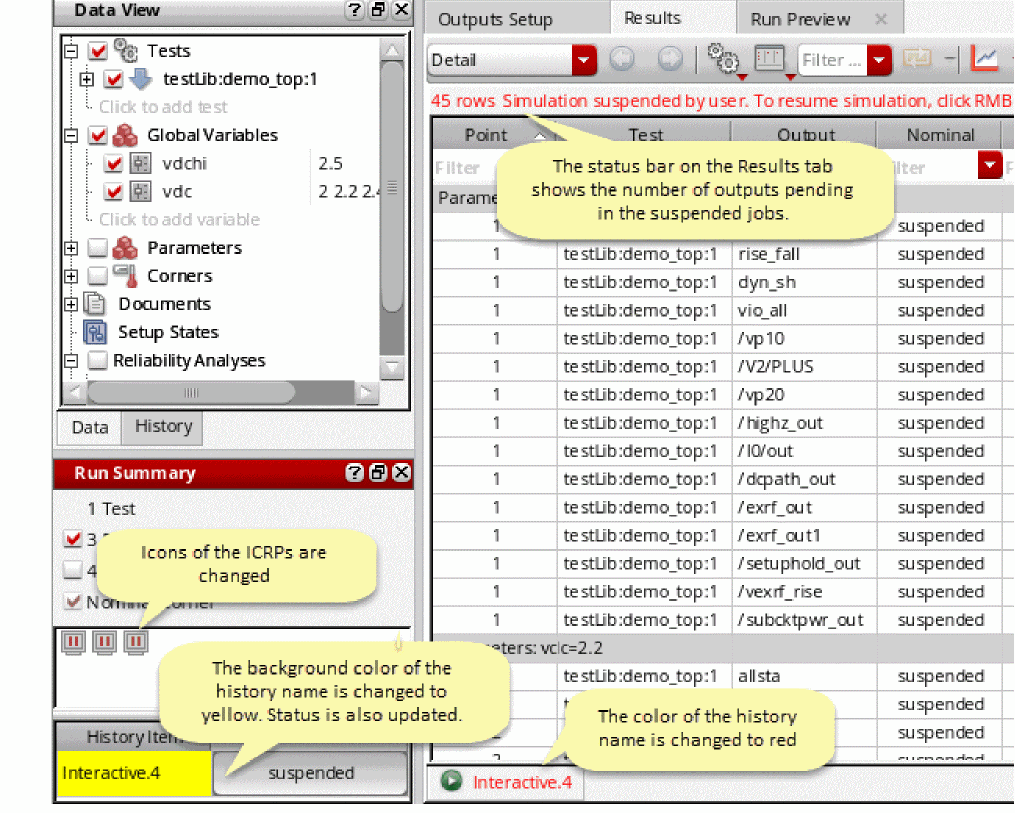 Data View
Tests
testLib:demo_top:1
Click to add test
Global Variables
vdchi 2.5
vdc 2 2.2 2.4
Click to add variable
Parameters
Corners
Documents
Setup States
Reliability Analyses
Data History
Run Summary
1 Test
3
4
Icons of the ICRPs are
changed
The background color of the
history name is changed to
yellow. Status is also updated.
History Item
Interactive.4 suspended
Outputs Setup Results Run Preview
Detail Filter ...
45 rows Simulation suspended by user. To resume simulation, click RMB
Point Test Output Nominal
Filter
The status bar on the Results tab
shows the number of outputs pending
in the suspended jobs.
1 suspended
1 testLib:demo_top:1 rise_fall suspended
1 testLib:demo_top:1 dyn_sh suspended
1 testLib:demo_top:1 vio_all suspended
1 testLib:demo_top:1 /vp10 suspended
1 testLib:demo_top:1 /V2/PLUS suspended
1 testLib:demo_top:1 /vp20 suspended
1 testLib:demo_top:1 /highz_out suspended
1 testLib:demo_top:1 /I0/out suspended
1 testLib:demo_top:1 /dcpath_out suspended
1 testLib:demo_top:1 /exrf_out suspended
1 testLib:demo_top:1 /exrf_out1 suspended
1 testLib:demo_top:1 /setuphold_out suspended
1 testLib:demo_top:1 /vexrf_rise suspended
1 testLib:demo_top:1 /subcktpwr_out suspended
vdc=2.2
testLib:demo_top:1 allsta suspended
suspended
suspended
The color of the history
name is changed to red
Interactive.4